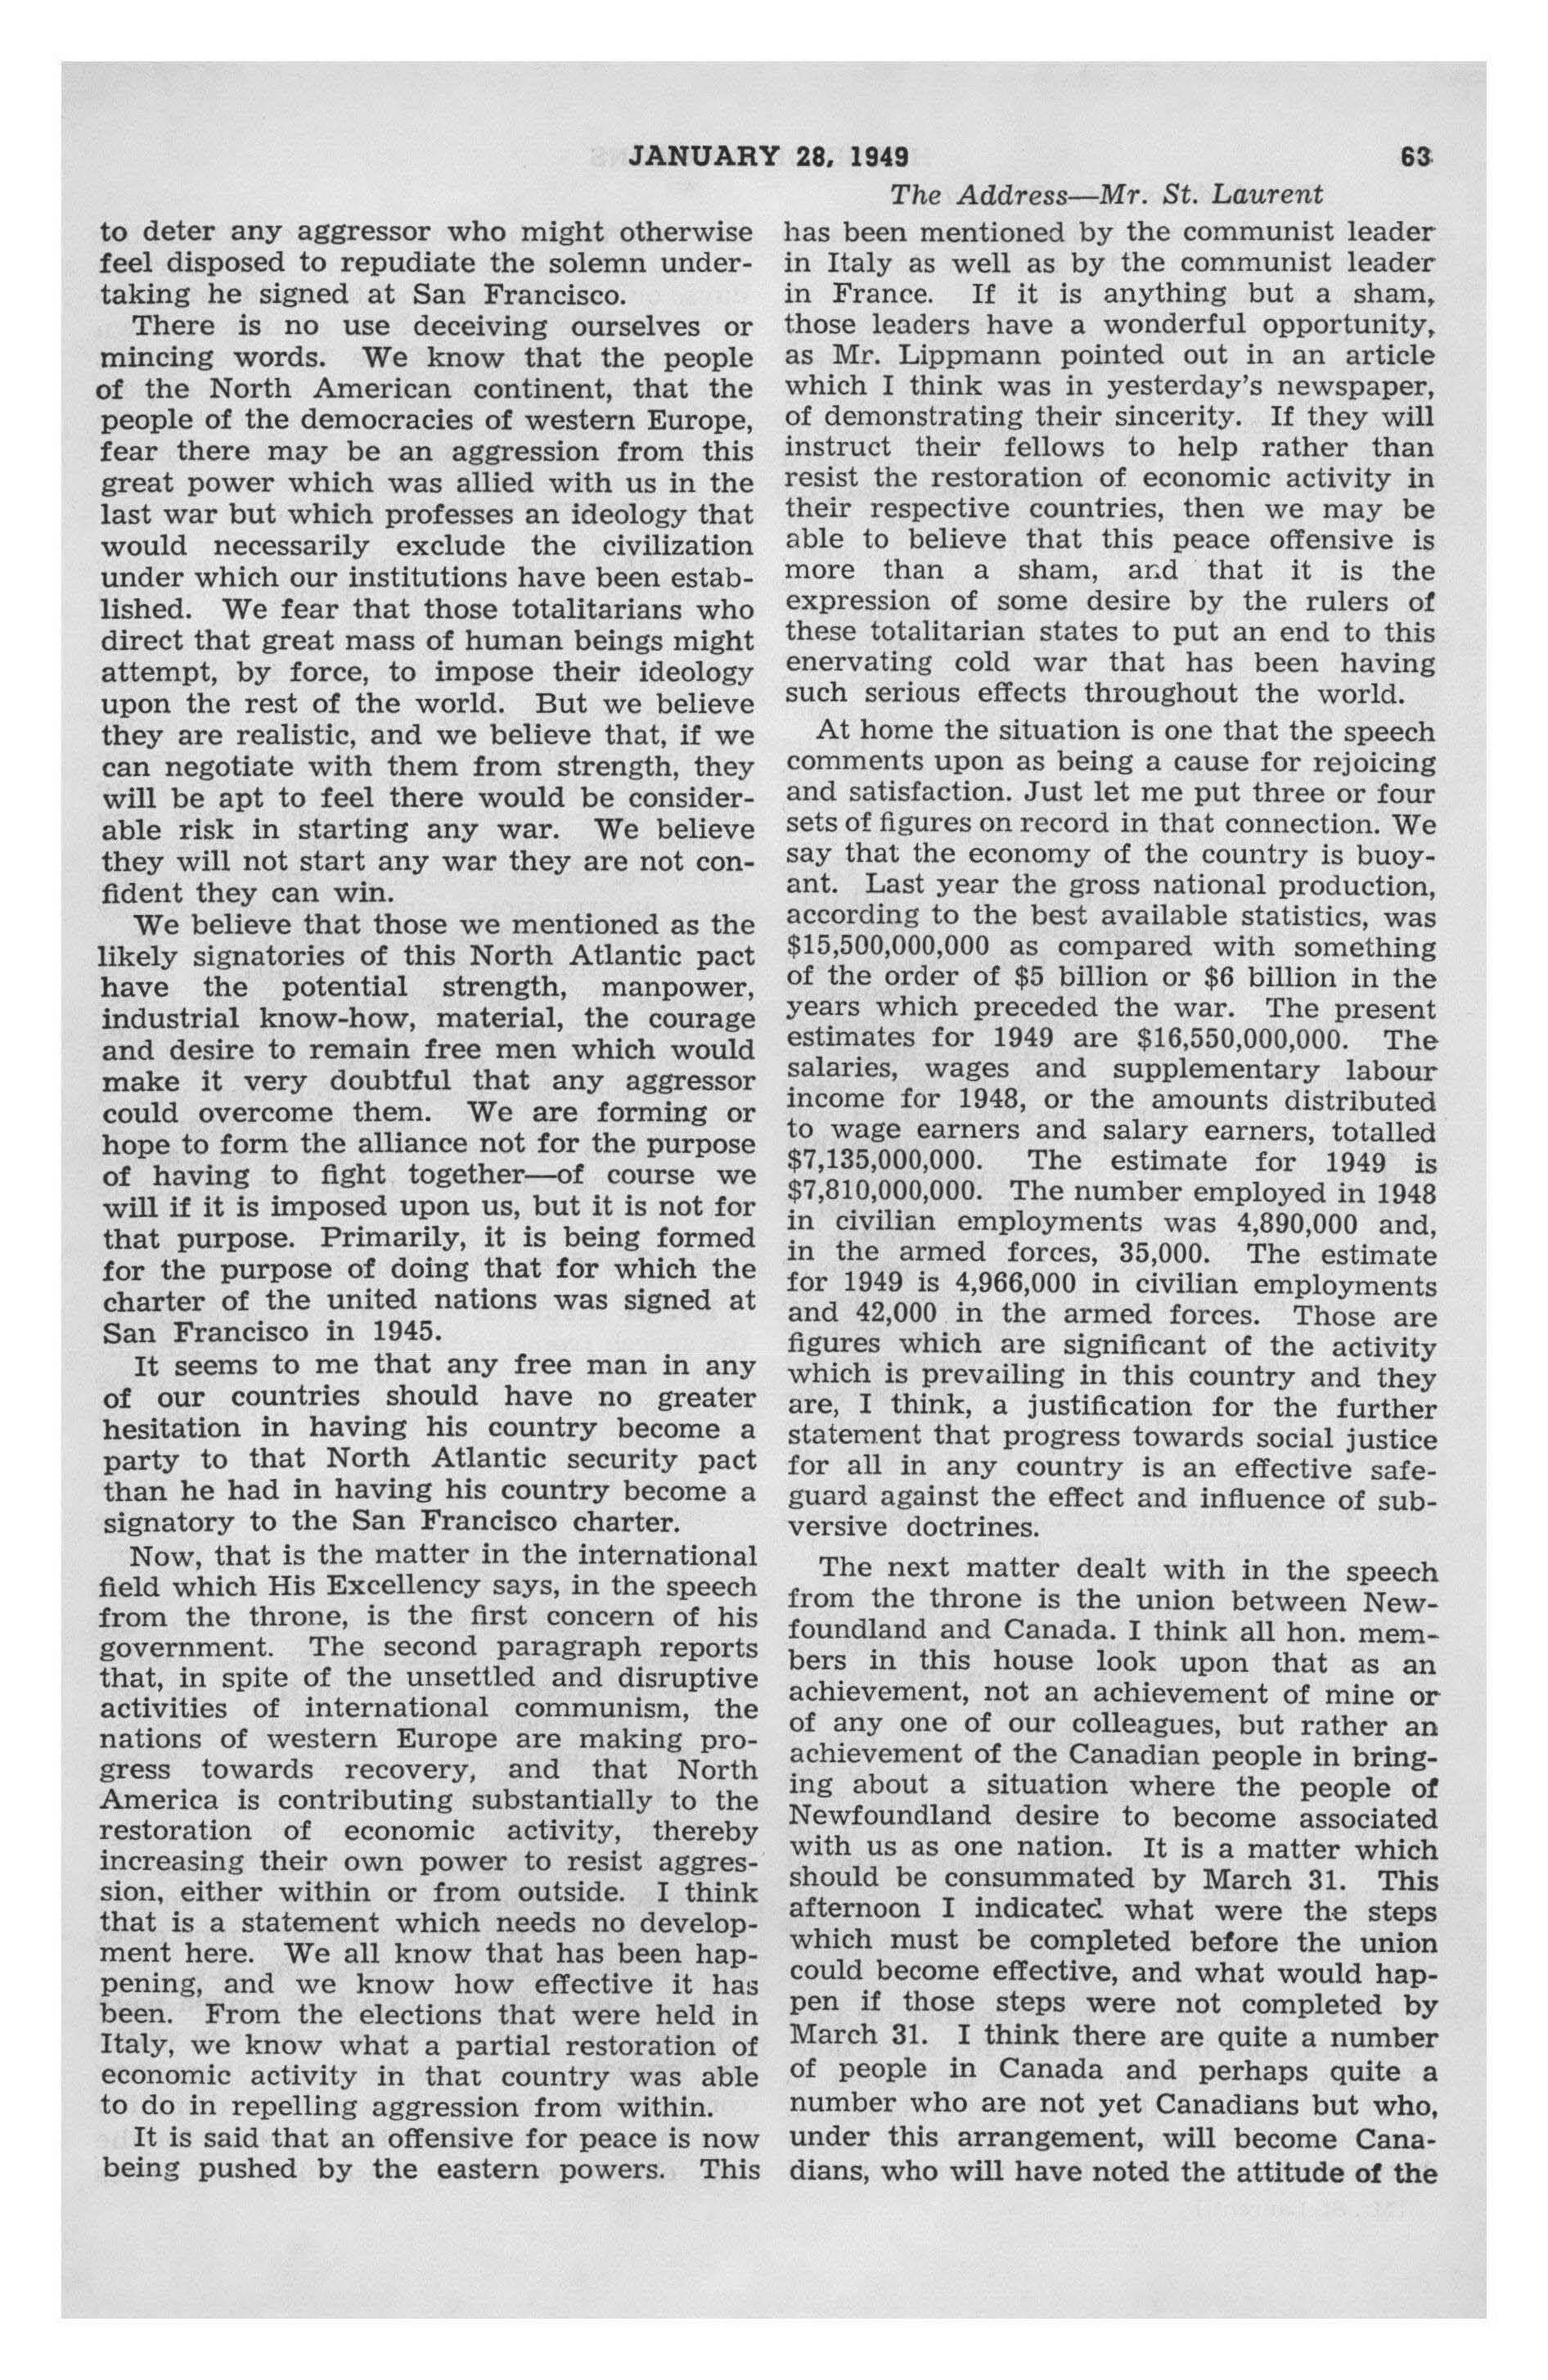 JANUARY 28, 1949 63
The Address—Mr. St. Laurent
to deter any aggressor who might otherwise
feel disposed to repudiate the solemn under-
taking he signed at San Francisco.
There is no use deceiving ourselves or
mincing words. We know that the people
of the North American continent, that the
people of the democracies of western Europe,
fear there may be an aggression from this
great power which was allied with us in the
last war but which professes an ideology that
would necessarily exclude the civilization
under which our institutions have been estab-
lished. We fear that those totalitarians who
direct that great mass of human beings might
attempt, by force, to impose their ideology
upon the rest of the world. But we believe
they are realistic, and we believe that, if we
can negotiate with them from strength, they
will be apt to feel there would be consider-
able risk in starting any war. We believe
they will not start any war they are not con-
fident they can win.
We believe that those we mentioned as the
likely signatories of this North Atlantic pact
have the potential strength, manpower,
industrial know-how, material, the courage
and desire to remain free men which would
make it very doubtful that any aggressor
could overcome them. We are forming or
hope to form the alliance not for the purpose
of having to fight together—of course we
will if it is imposed upon us, but it is not for
that purpose. Primarily, it is being formed
for the purpose of doing that for which the
charter of the united nations was signed at
San Francisco in 1945.
It seems to me that any free man in any
of our countries should have no greater
hesitation in having his country become a
party to that North Atlantic security pact
than he had in having his country become a
signatory to the San Francisco charter.
Now, that is the matter in the international
field which His Excellency says, in the speech
from the throne, is the first concern of his
government. The second paragraph reports
that, in spite of the unsettled and disruptive
activities of international communism, the
nations of western Europe are making pro-
gress towards recovery, and that North
America is contributing substantially to the
restoration of economic activity, thereby
increasing their own power to resist aggres-
sion, either within or from outside. I think
that is a statement which needs no develop-
ment here. We all know that has been hap-
pening, and we know how effective it has
been. From the elections that were held in
Italy, we know what a partial restoration of
economic activity in that country was able
to do in repelling aggression from within.
It is said that an offensive for peace is now
being pushed by the eastern powers. This
has been mentioned by the communist leader
in Italy as well as by the communist leader
in France. If it is anything but a sham,
those leaders have a wonderful opportunity,
as Mr. Lippmann pointed out in an article
which I think was in yesterday's newspaper,
of demonstrating their sincerity. If they will
instruct their fellows to help rather than
resist the restoration of economic activity in
their respective countries, then we may be
able to believe that this peace offensive is
more than a sham, and that it is the
expression of some desire by the rulers of
these totalitarian states to put an end to this
enervating cold war that has been having
such serious effects throughout the world.
At home the situation is one that the speech
comments upon as being a cause for rejoicing
and satisfaction. Just let me put three or four
sets of figures on record in that connection. We
say that the economy of the country is buoy-
ant. Last year the gross national production,
according to the best available statistics, was
$15,500,000,000 as compared with something
of the order of $5 billion or $6 billion in the
years which preceded the war. The present
estimates for 1949 are $16,550,000,000. The
salaries, wages and supplementary labour
income for 1948, or the amounts distributed
to wage earners and salary earners, totalled
$7,135,000,000. The estimate for 1949 is
$7,810,000,000. The number employed in 1948
in civilian employments was 4,890,000 and,
in the armed forces, 35,000. The estimate
for 1949 is 4,966,000 in civilian employments
and 42,000 in the armed forces. Those are
figures which are significant of the activity
which is prevailing in this country and they
are, I think, a justification for the further
statement that progress towards social justice
for all in any country is an effective safe-
guard against the effect and influence of sub-
versive doctrines.
The next matter dealt with in the speech
from the throne is the union between New-
foundland and Canada. I think all hon. mem-
bers in this house look upon that as an
achievement, not an achievement of mine or
of any one of our colleagues, but rather an
achievement of the Canadian people in bring-
ing about a situation where the people of
Newfoundland desire to become associated
with us as one nation. It is a matter which
should be consummated by March 31. This
afternoon I indicated what were the steps
which must be completed before the union
could become effective, and what would hap-
pen if those steps were not completed by
March 31. I think there are quite a number
of people in Canada and perhaps quite a
number who are not yet Canadians but who,
under this arrangement, will become Cana-
dians, who will have noted the attitude of the